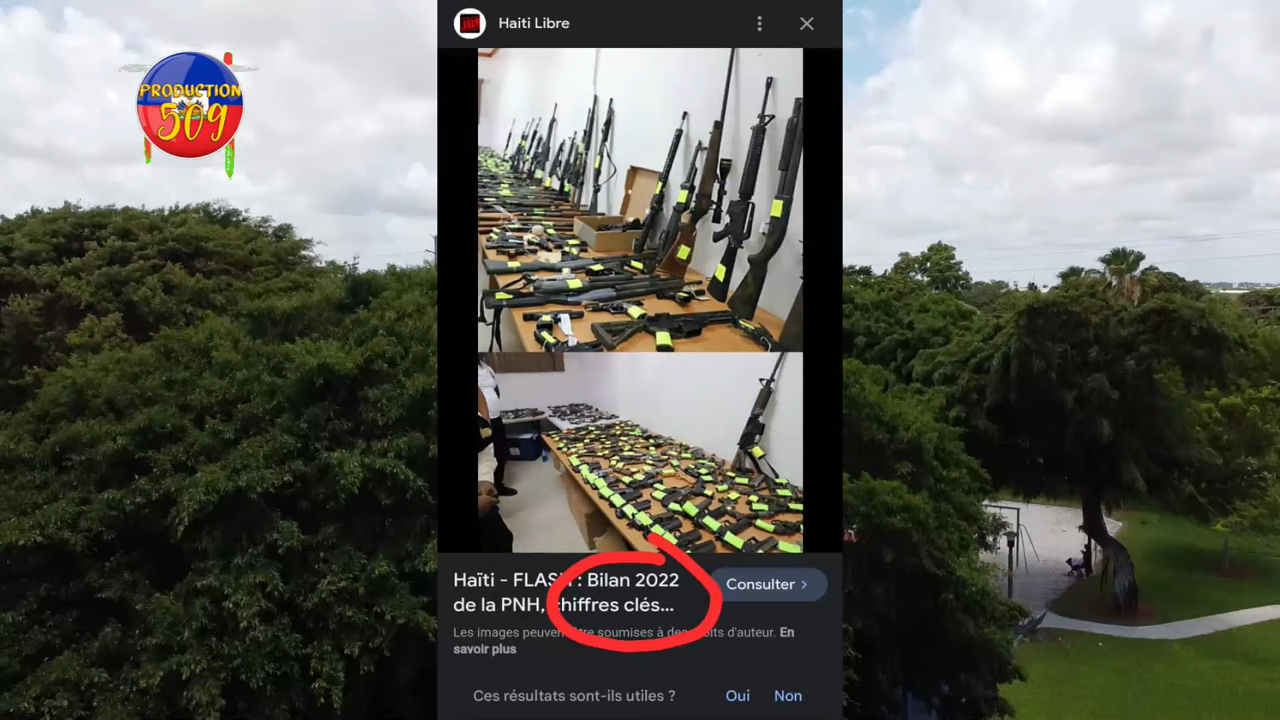 PRODUCTION
509
Haiti Libre
Haïti - FLASH : Bilan 2022
de la PNH, chiffres clés...
Consulter
Les images peuvent être soumises à des droits d'auteur. En
savoir plus
Ces résultats sont-ils utiles ?
Oui
Non